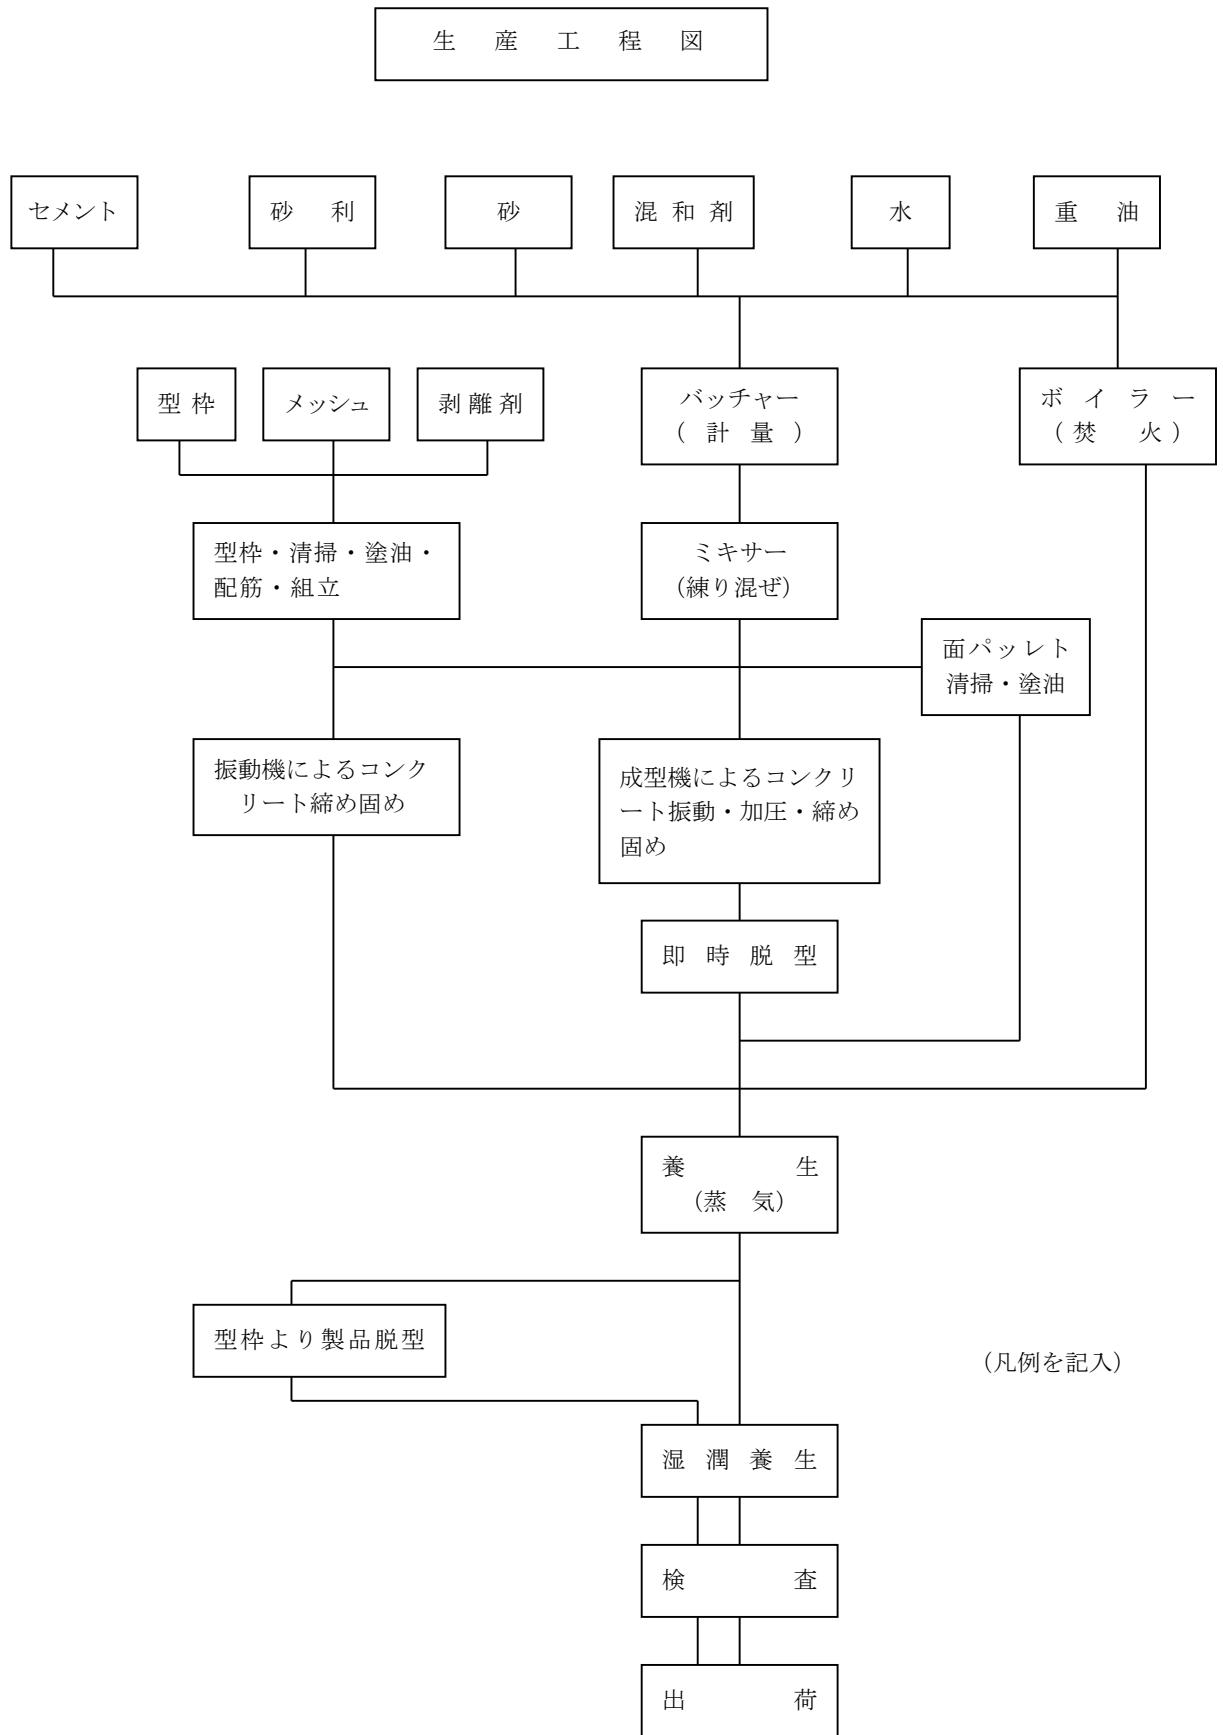 生産工程図
セメント
砂利
砂
混和剤
水
重油
型枠
メッシュ
剥離剤
バッチャー
（計量）
ボイラー
（焚火）
型枠・清掃・塗油・
配筋・組立
ミキサー
（練り混ぜ）
面パッレト
清掃・塗油
振動機によるコンク
リート締め固め
成型機によるコンクリ
ート振動・加圧・締め
固め
即時脱型
養生
（蒸気）
型枠より製品脱型
（凡例を記入）
湿潤養生
検査
出荷